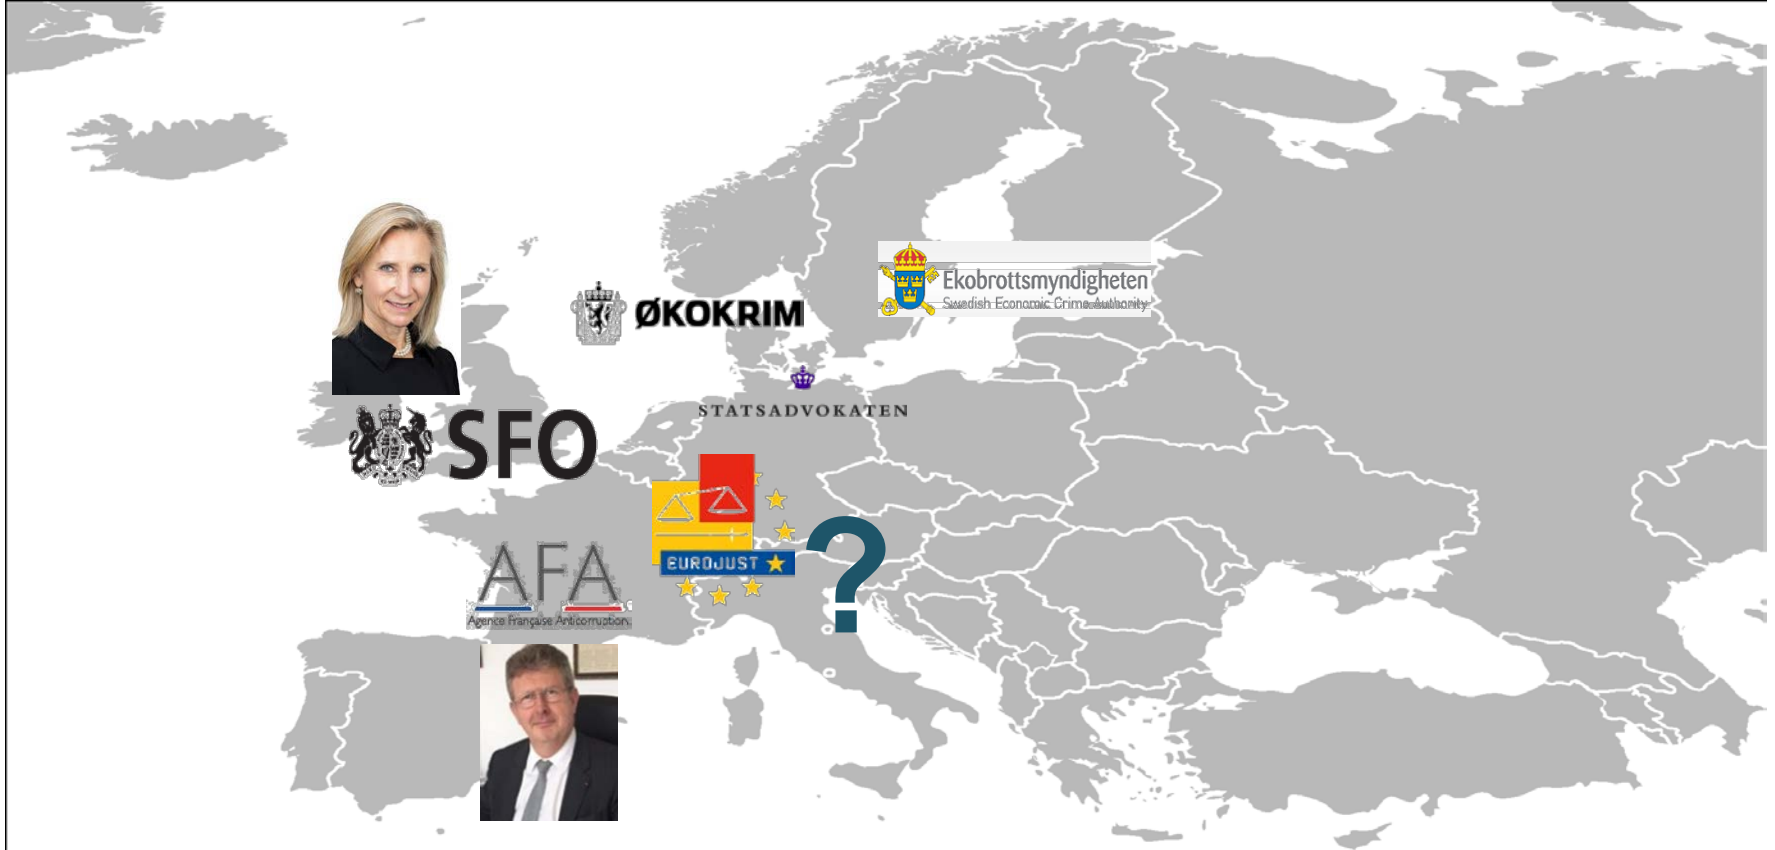 ØKOKRIM
Ekobrottsmyndigheten
Swedish Economic Crime Authority
STATSADVOKATEN
SFO
EUROJUST
?
AFA
Agence Française Anticorruption